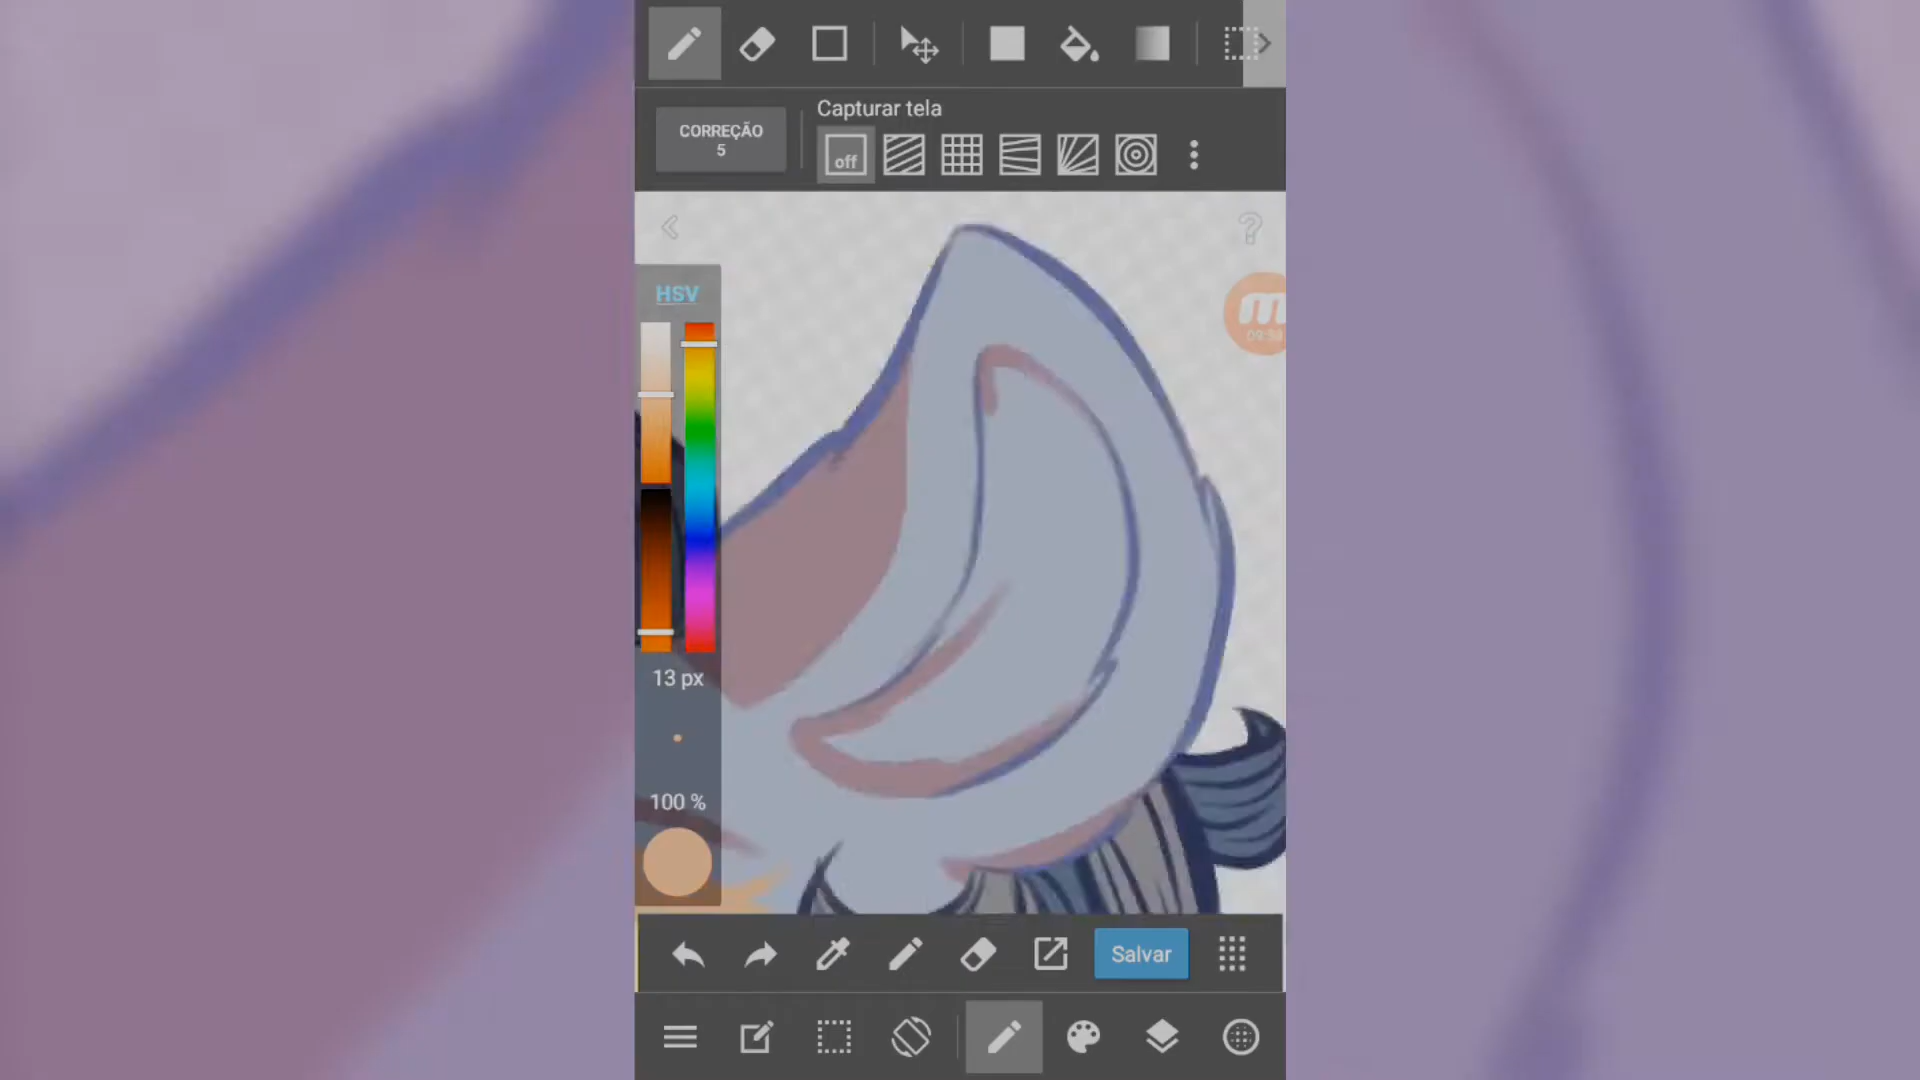 Capturar tela
CORREÇÃO
5
off
HSV
13 px
100 %
Salvar